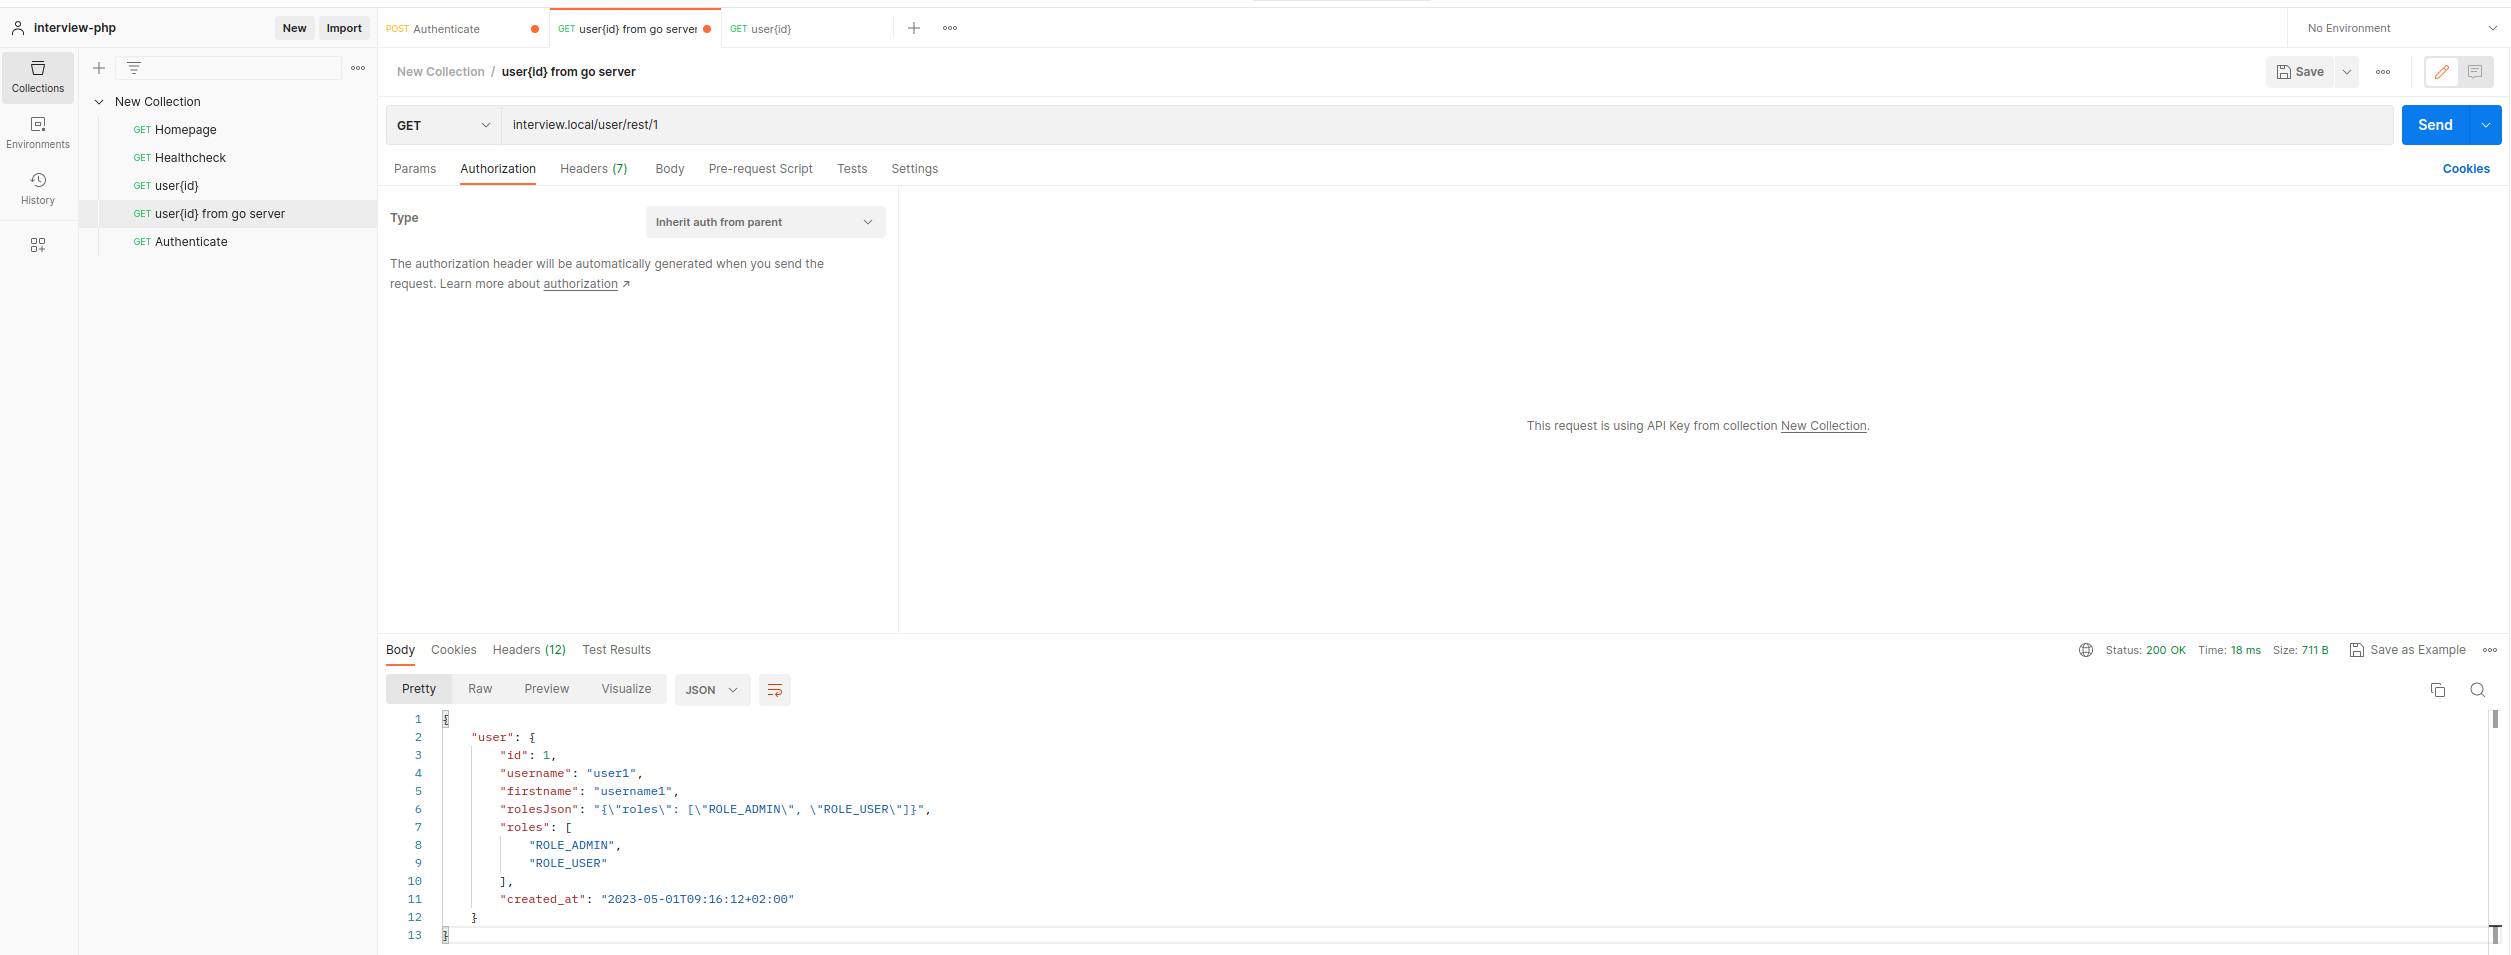 interview-php
New
Import
POST Authenticate
GET user{id} from go server
GET user{id}
No Environment
Collections
Environments
History
New Collection
GET Homepage
GET Healthcheck
GET user{id}
GET user{id} from go server
GET Authenticate
New Collection / user{id} from go server
Save
GET
interview.local/user/rest/1
Send
Params
Authorization
Headers (7)
Body
Pre-request Script
Tests
Settings
Cookies
Type
Inherit auth from parent
The authorization header will be automatically generated when you send the
request. Learn more about authorization ↗
This request is using API Key from collection New Collection.
Body
Cookies
Headers (12)
Test Results
Status: 200 OK
Time: 18 ms
Size: 711 B
Save as Example
Pretty
Raw
Preview
Visualize
JSON
1 {
2 "user": {
3 "id": 1,
4 "username": "user1",
5 "firstname": "username1",
6 "rolesJson": "{\"roles\": [\"ROLE_ADMIN\", \"ROLE_USER\"]}",
7 "roles": [
8 "ROLE_ADMIN",
9 "ROLE_USER"
10 ],
11 "created_at": "2023-05-01T09:16:12+02:00"
12 }
13 }